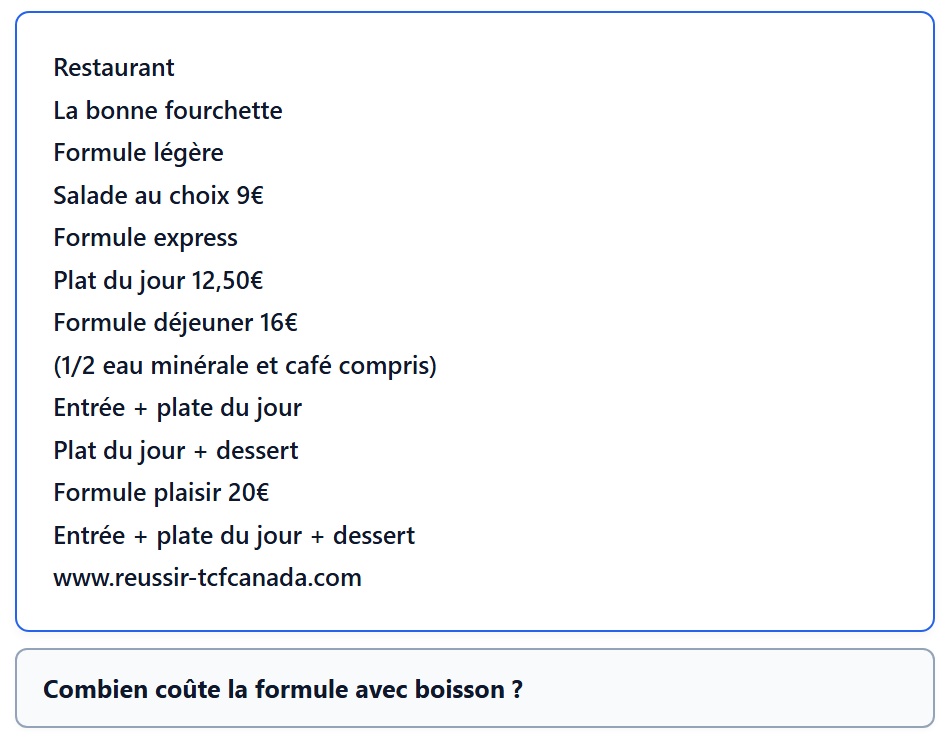 Restaurant
La bonne fourchette
Formule légère
Salade au choix 9€
Formule express
Plat du jour 12,50€
Formule déjeuner 16€
(1/2 eau minérale et café compris)
Entrée + plate du jour
Plat du jour + dessert
Formule plaisir 20€
Entrée + plate du jour + dessert
www.reussir-tcfcanada.com
Combien coûte la formule avec boisson ?